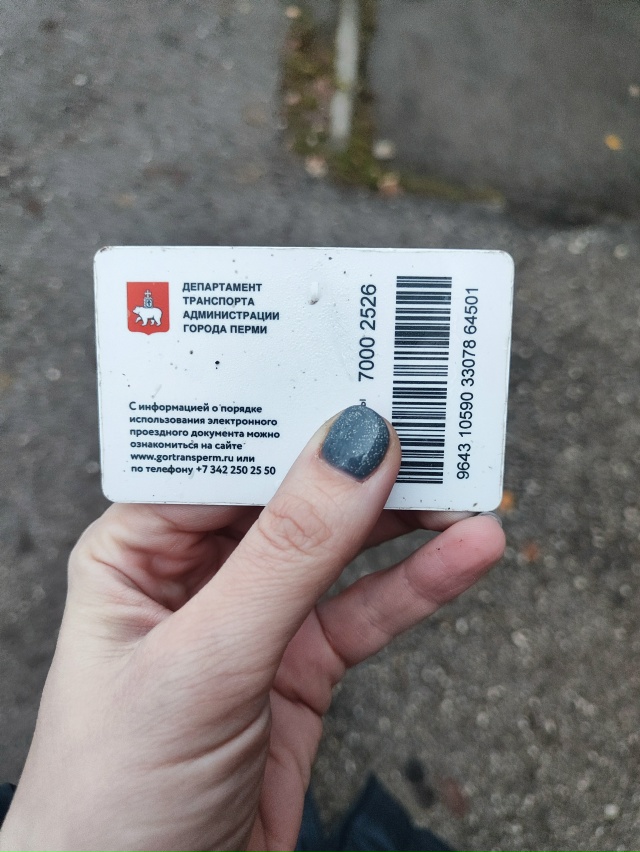 ДЕПАРТАМЕНТ
ТРАНСПОРТА
АДМИНИСТРАЦИИ
ГОРОДА ПЕРМИ
С информацией о порядке
использования электронного
проездного документа можно
ознакомиться на сайте
www.gortransperm.ru или
по телефону +7 342 250 25 50
7000 2526
9643 10590 33078 64501